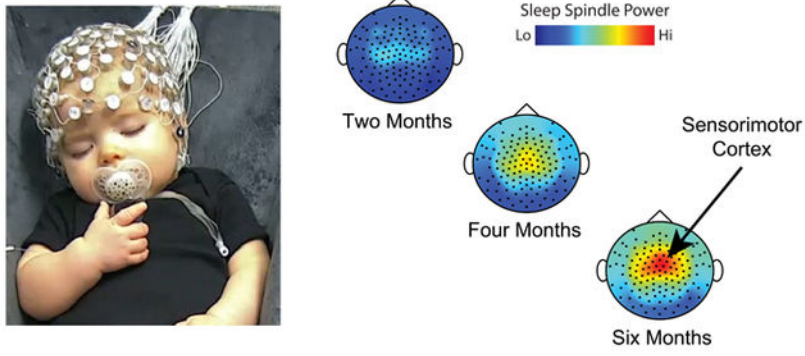 Sleep Spindle Power
Lo Hi
Two Months
Sensorimotor
Cortex
Four Months
Six Months